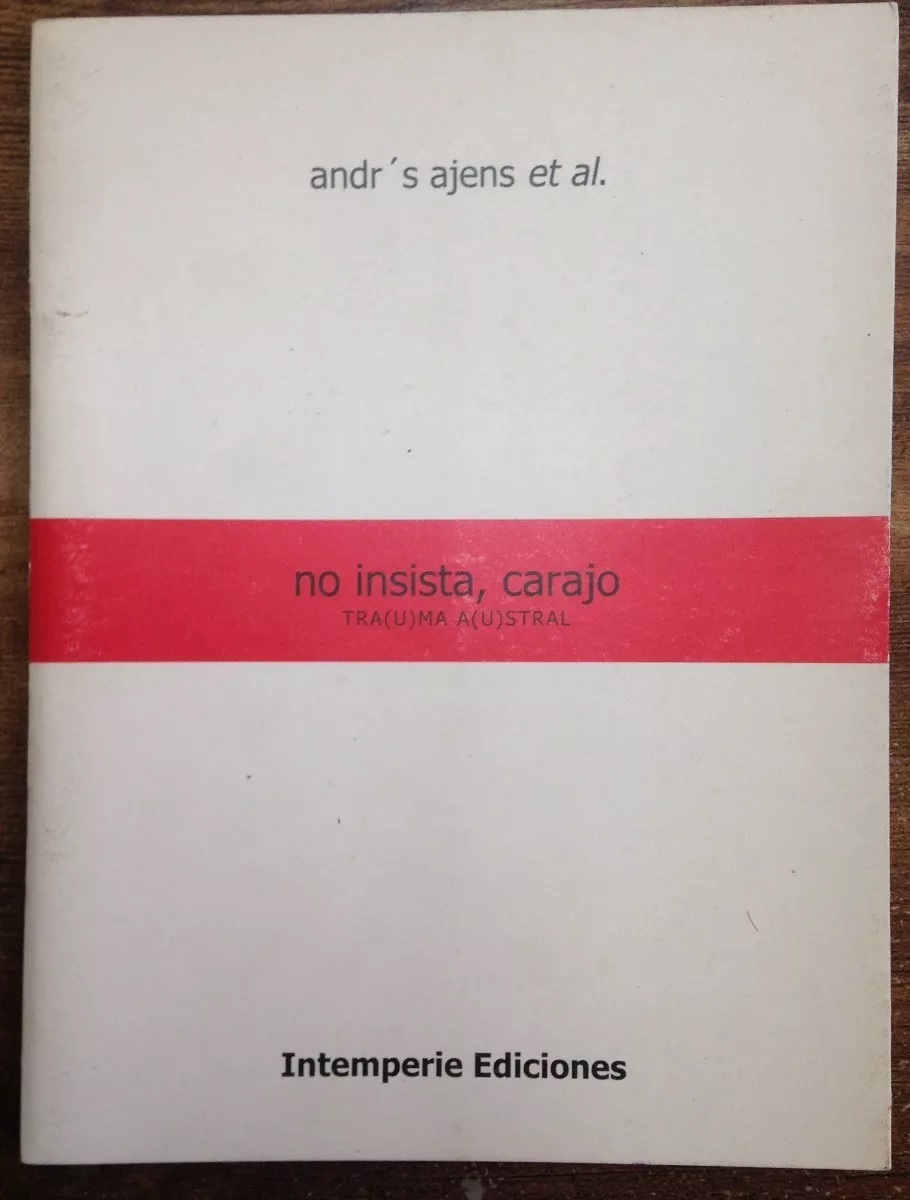 andr´s ajens et al.
no insista, carajo
TRA(U)MA A(U)STRAL
Intemperie Ediciones